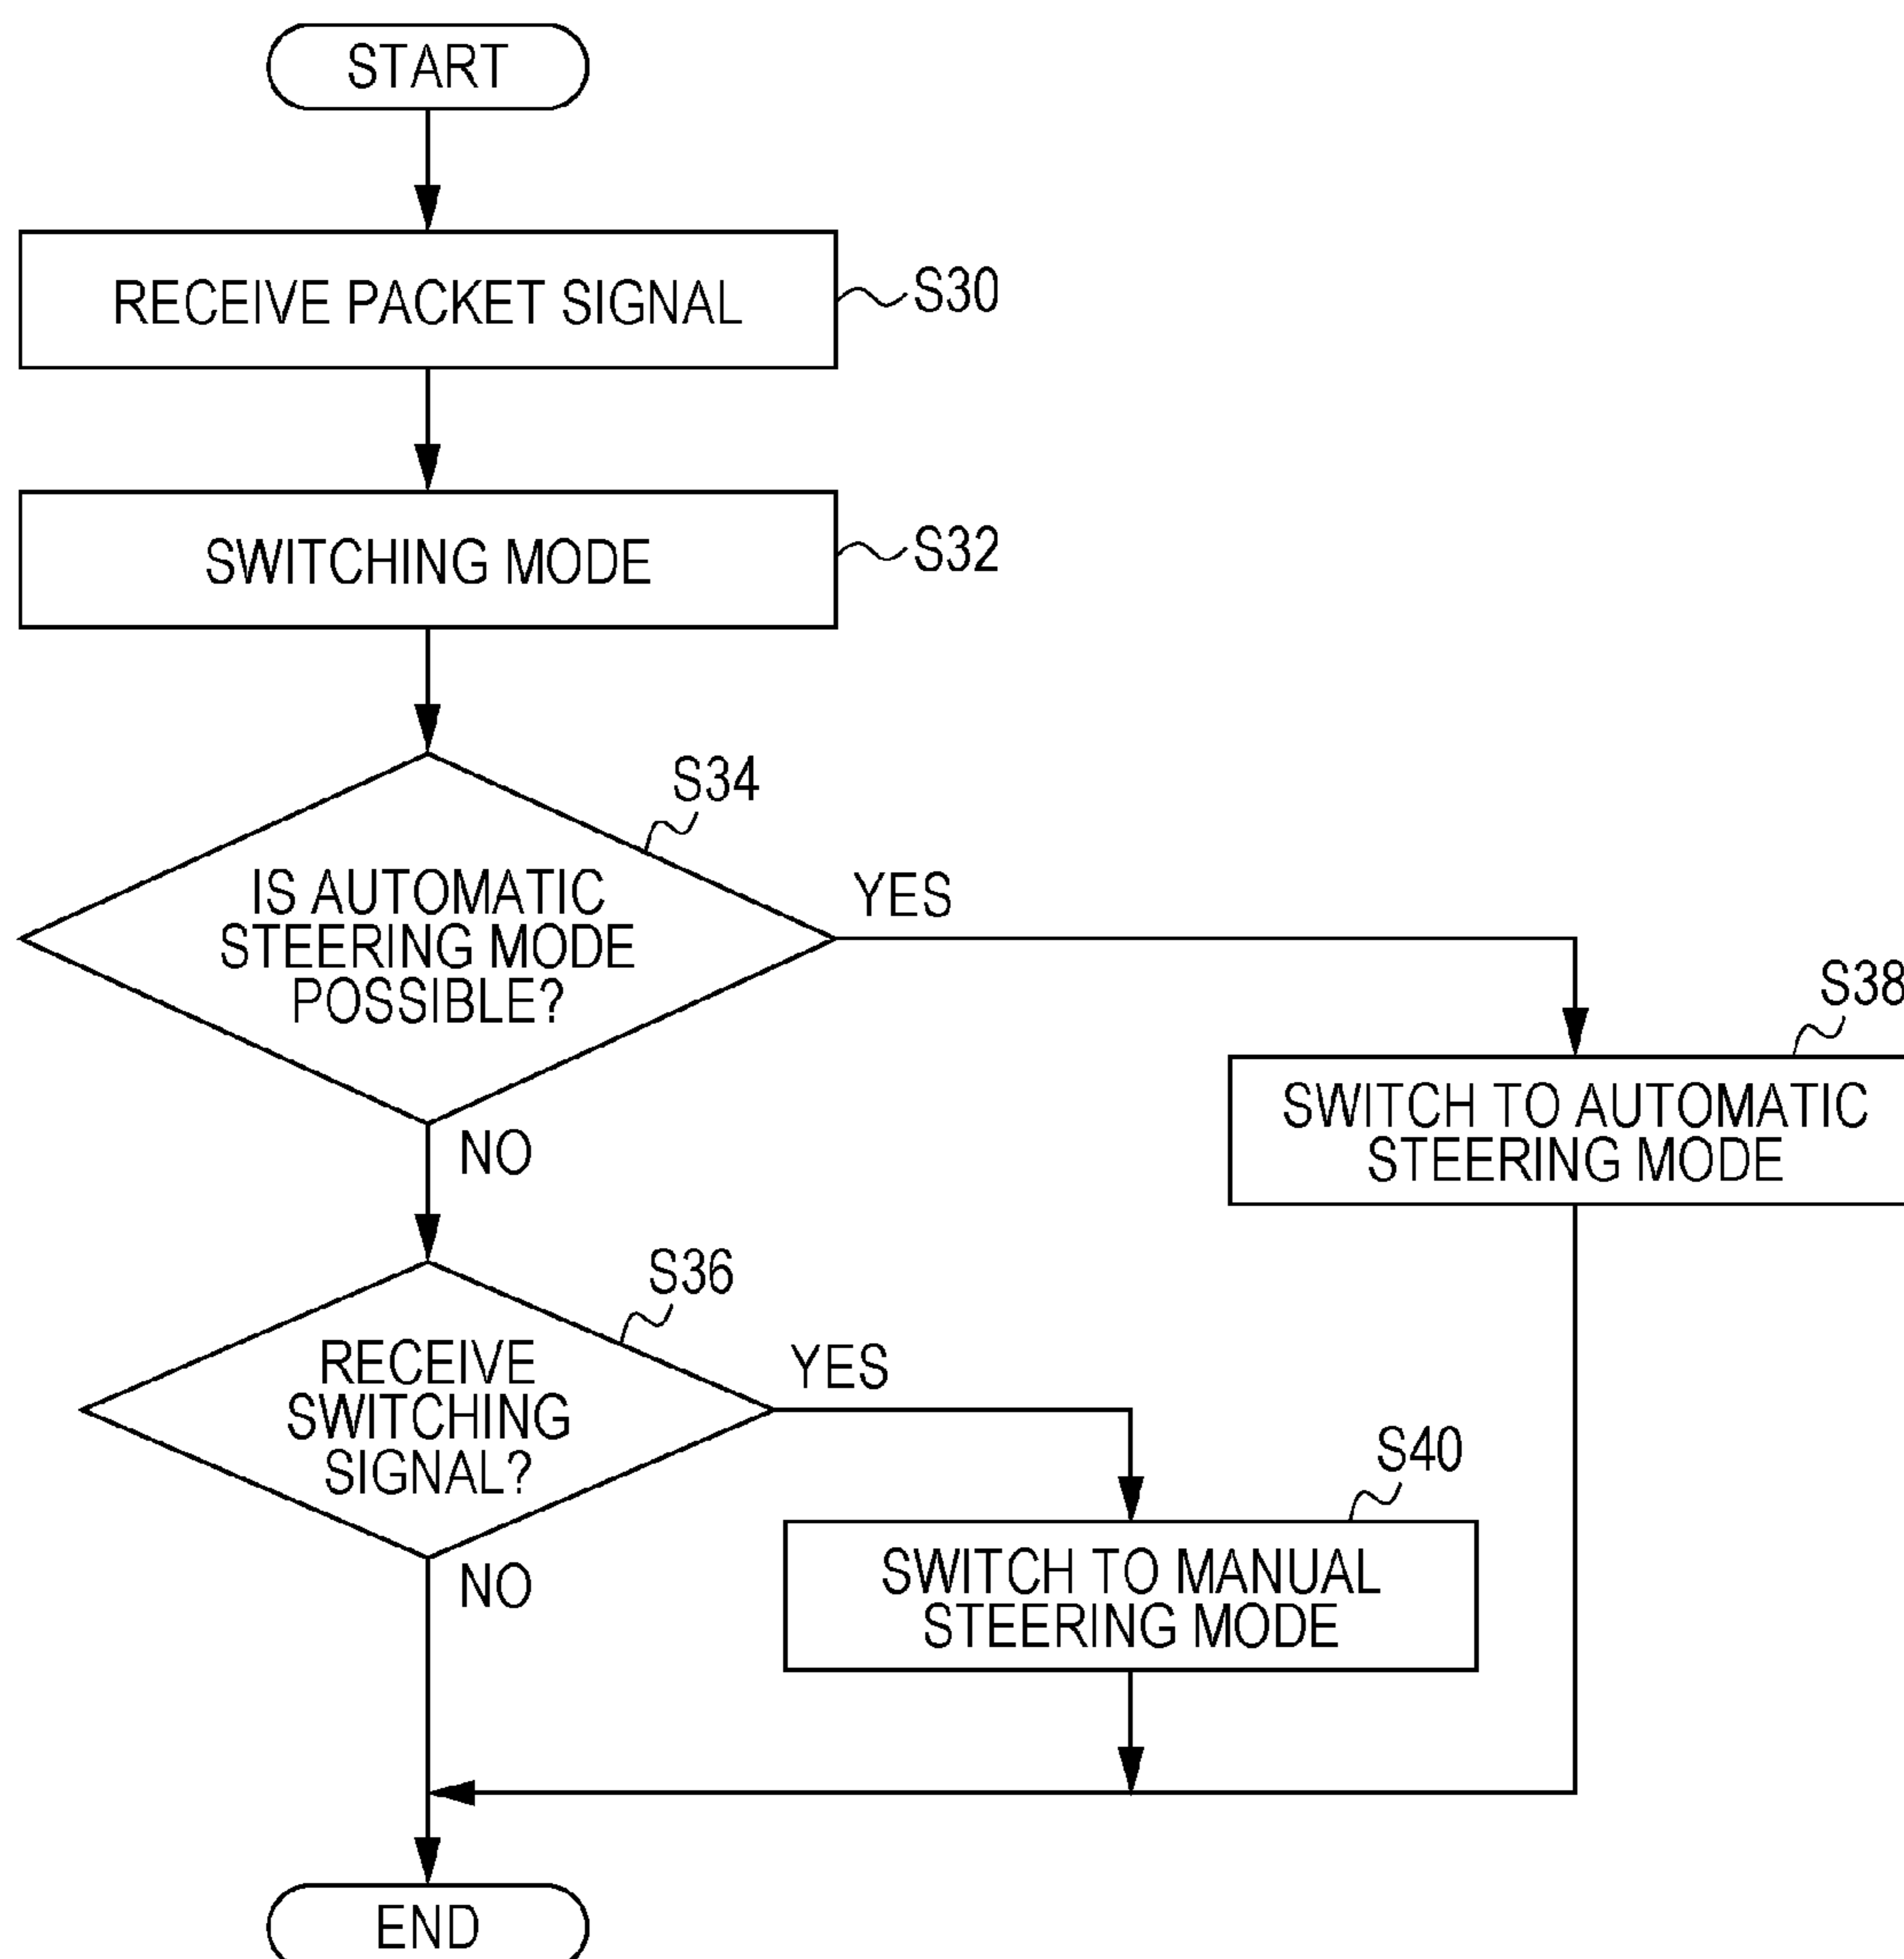 START
RECEIVE PACKET SIGNAL
S30
SWITCHING MODE
S32
S34
IS AUTOMATIC
STEERING MODE
POSSIBLE?
YES
NO
S38
SWITCH TO AUTOMATIC
STEERING MODE
S36
RECEIVE
SWITCHING
SIGNAL?
YES
NO
S40
SWITCH TO MANUAL
STEERING MODE
END